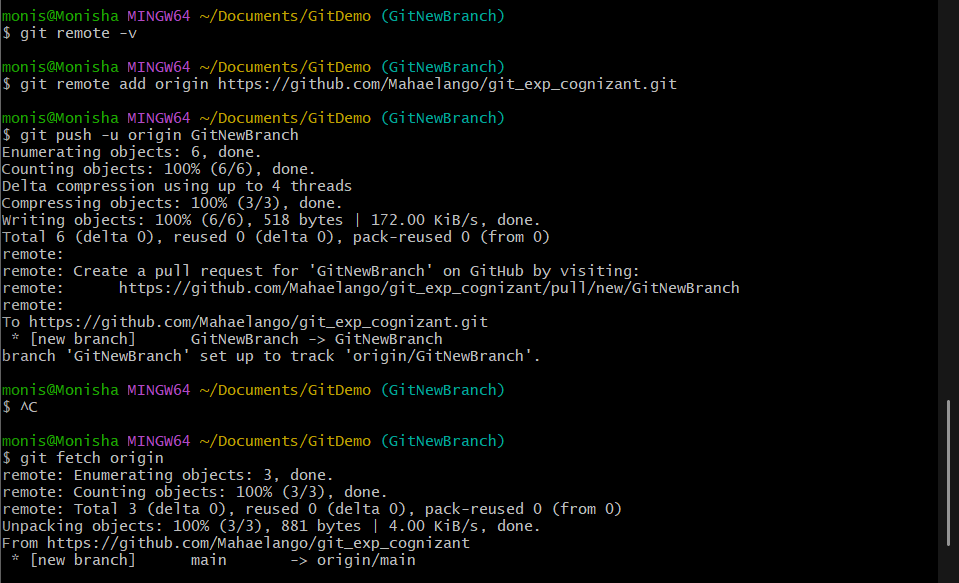 monis@Monisha MINGW64 ~/Documents/GitDemo (GitNewBranch)
$ git remote -v
monis@Monisha MINGW64 ~/Documents/GitDemo (GitNewBranch)
$ git remote add origin https://github.com/Mahaelango/git_exp_cognizant.git
monis@Monisha MINGW64 ~/Documents/GitDemo (GitNewBranch)
$ git push -u origin GitNewBranch
Enumerating objects: 6, done.
Counting objects: 100% (6/6), done.
Delta compression using up to 4 threads
Compressing objects: 100% (3/3), done.
Writing objects: 100% (6/6), 518 bytes | 172.00 KiB/s, done.
Total 6 (delta 0), reused 0 (delta 0), pack-reused 0 (from 0)
remote:
remote: Create a pull request for 'GitNewBranch' on GitHub by visiting:
remote:      https://github.com/Mahaelango/git_exp_cognizant/pull/new/GitNewBranch
remote:
To https://github.com/Mahaelango/git_exp_cognizant.git
 * [new branch]      GitNewBranch -> GitNewBranch
branch 'GitNewBranch' set up to track 'origin/GitNewBranch'.
monis@Monisha MINGW64 ~/Documents/GitDemo (GitNewBranch)
$ ^C
monis@Monisha MINGW64 ~/Documents/GitDemo (GitNewBranch)
$ git fetch origin
remote: Enumerating objects: 3, done.
remote: Counting objects: 100% (3/3), done.
remote: Total 3 (delta 0), reused 0 (delta 0), pack-reused 0 (from 0)
Unpacking objects: 100% (3/3), 881 bytes | 4.00 KiB/s, done.
From https://github.com/Mahaelango/git_exp_cognizant
 * [new branch]      main       -> origin/main